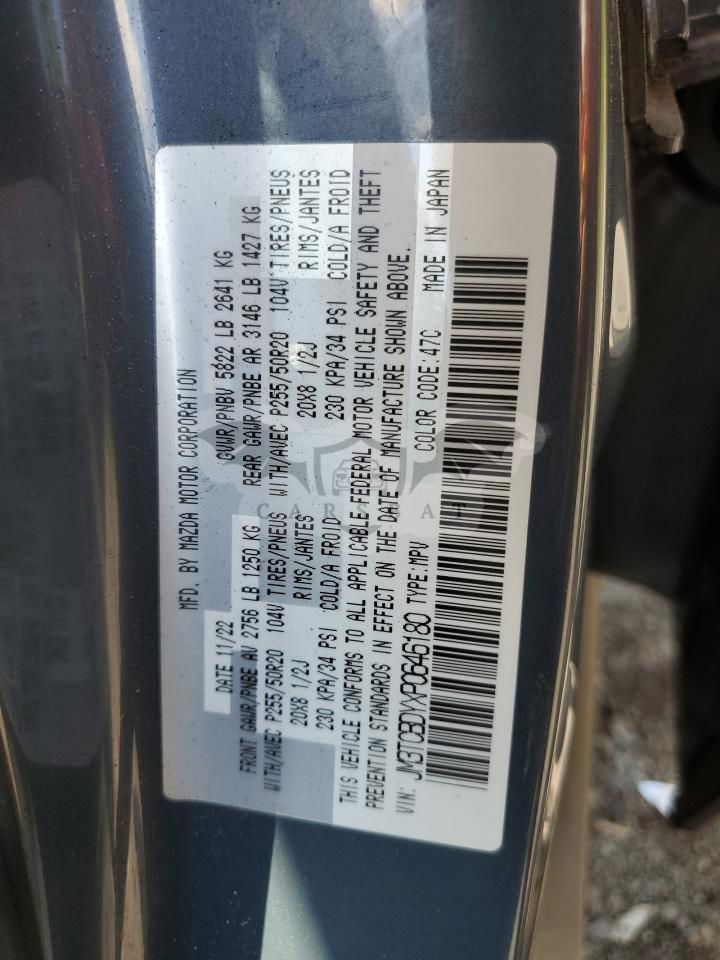 MFD. BY MAZDA MOTOR CORPORATION
DATE 11/22 GVWR/PNBV 5822 LB 2641 KG
FRONT GAWR/PNBE AV 2756 LB 1250 KG REAR GAWR/PNBE AR 3146 LB 1427 KG
WITH/AVEC P255/50R20 104V TIRES/PNEUS WITH/AVEC P255/50R20 104V TIRES/PNEUS
20X8 1/2J RIMS/JANTES 20X8 1/2J RIMS/JANTES
230 KPA/34 PSI COLD/A FROID 230 KPA/34 PSI COLD/A FROID
THIS VEHICLE CONFORMS TO ALL APPLICABLE FEDERAL MOTOR VEHICLE SAFETY AND THEFT
PREVENTION STANDARDS IN EFFECT ON THE DATE OF MANUFACTURE SHOWN ABOVE.
VIN: JM3TCBDYXP0646180 TYPE:MPV COLOR CODE:47C MADE IN JAPAN
CARSBAT